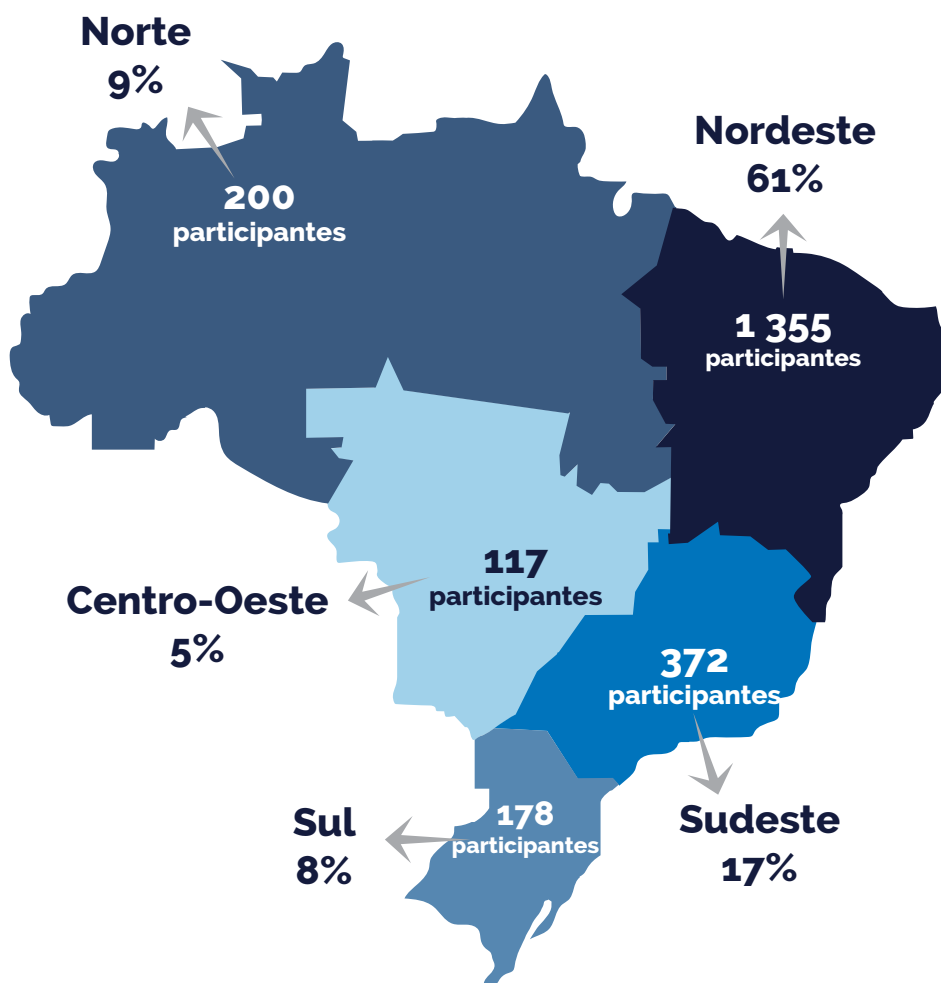 Norte
9%
200
participantes
Nordeste
61%
1 355
participantes
117
participantes
Centro-Oeste
5%
372
participantes
Sudeste
17%
178
participantes
Sul
8%